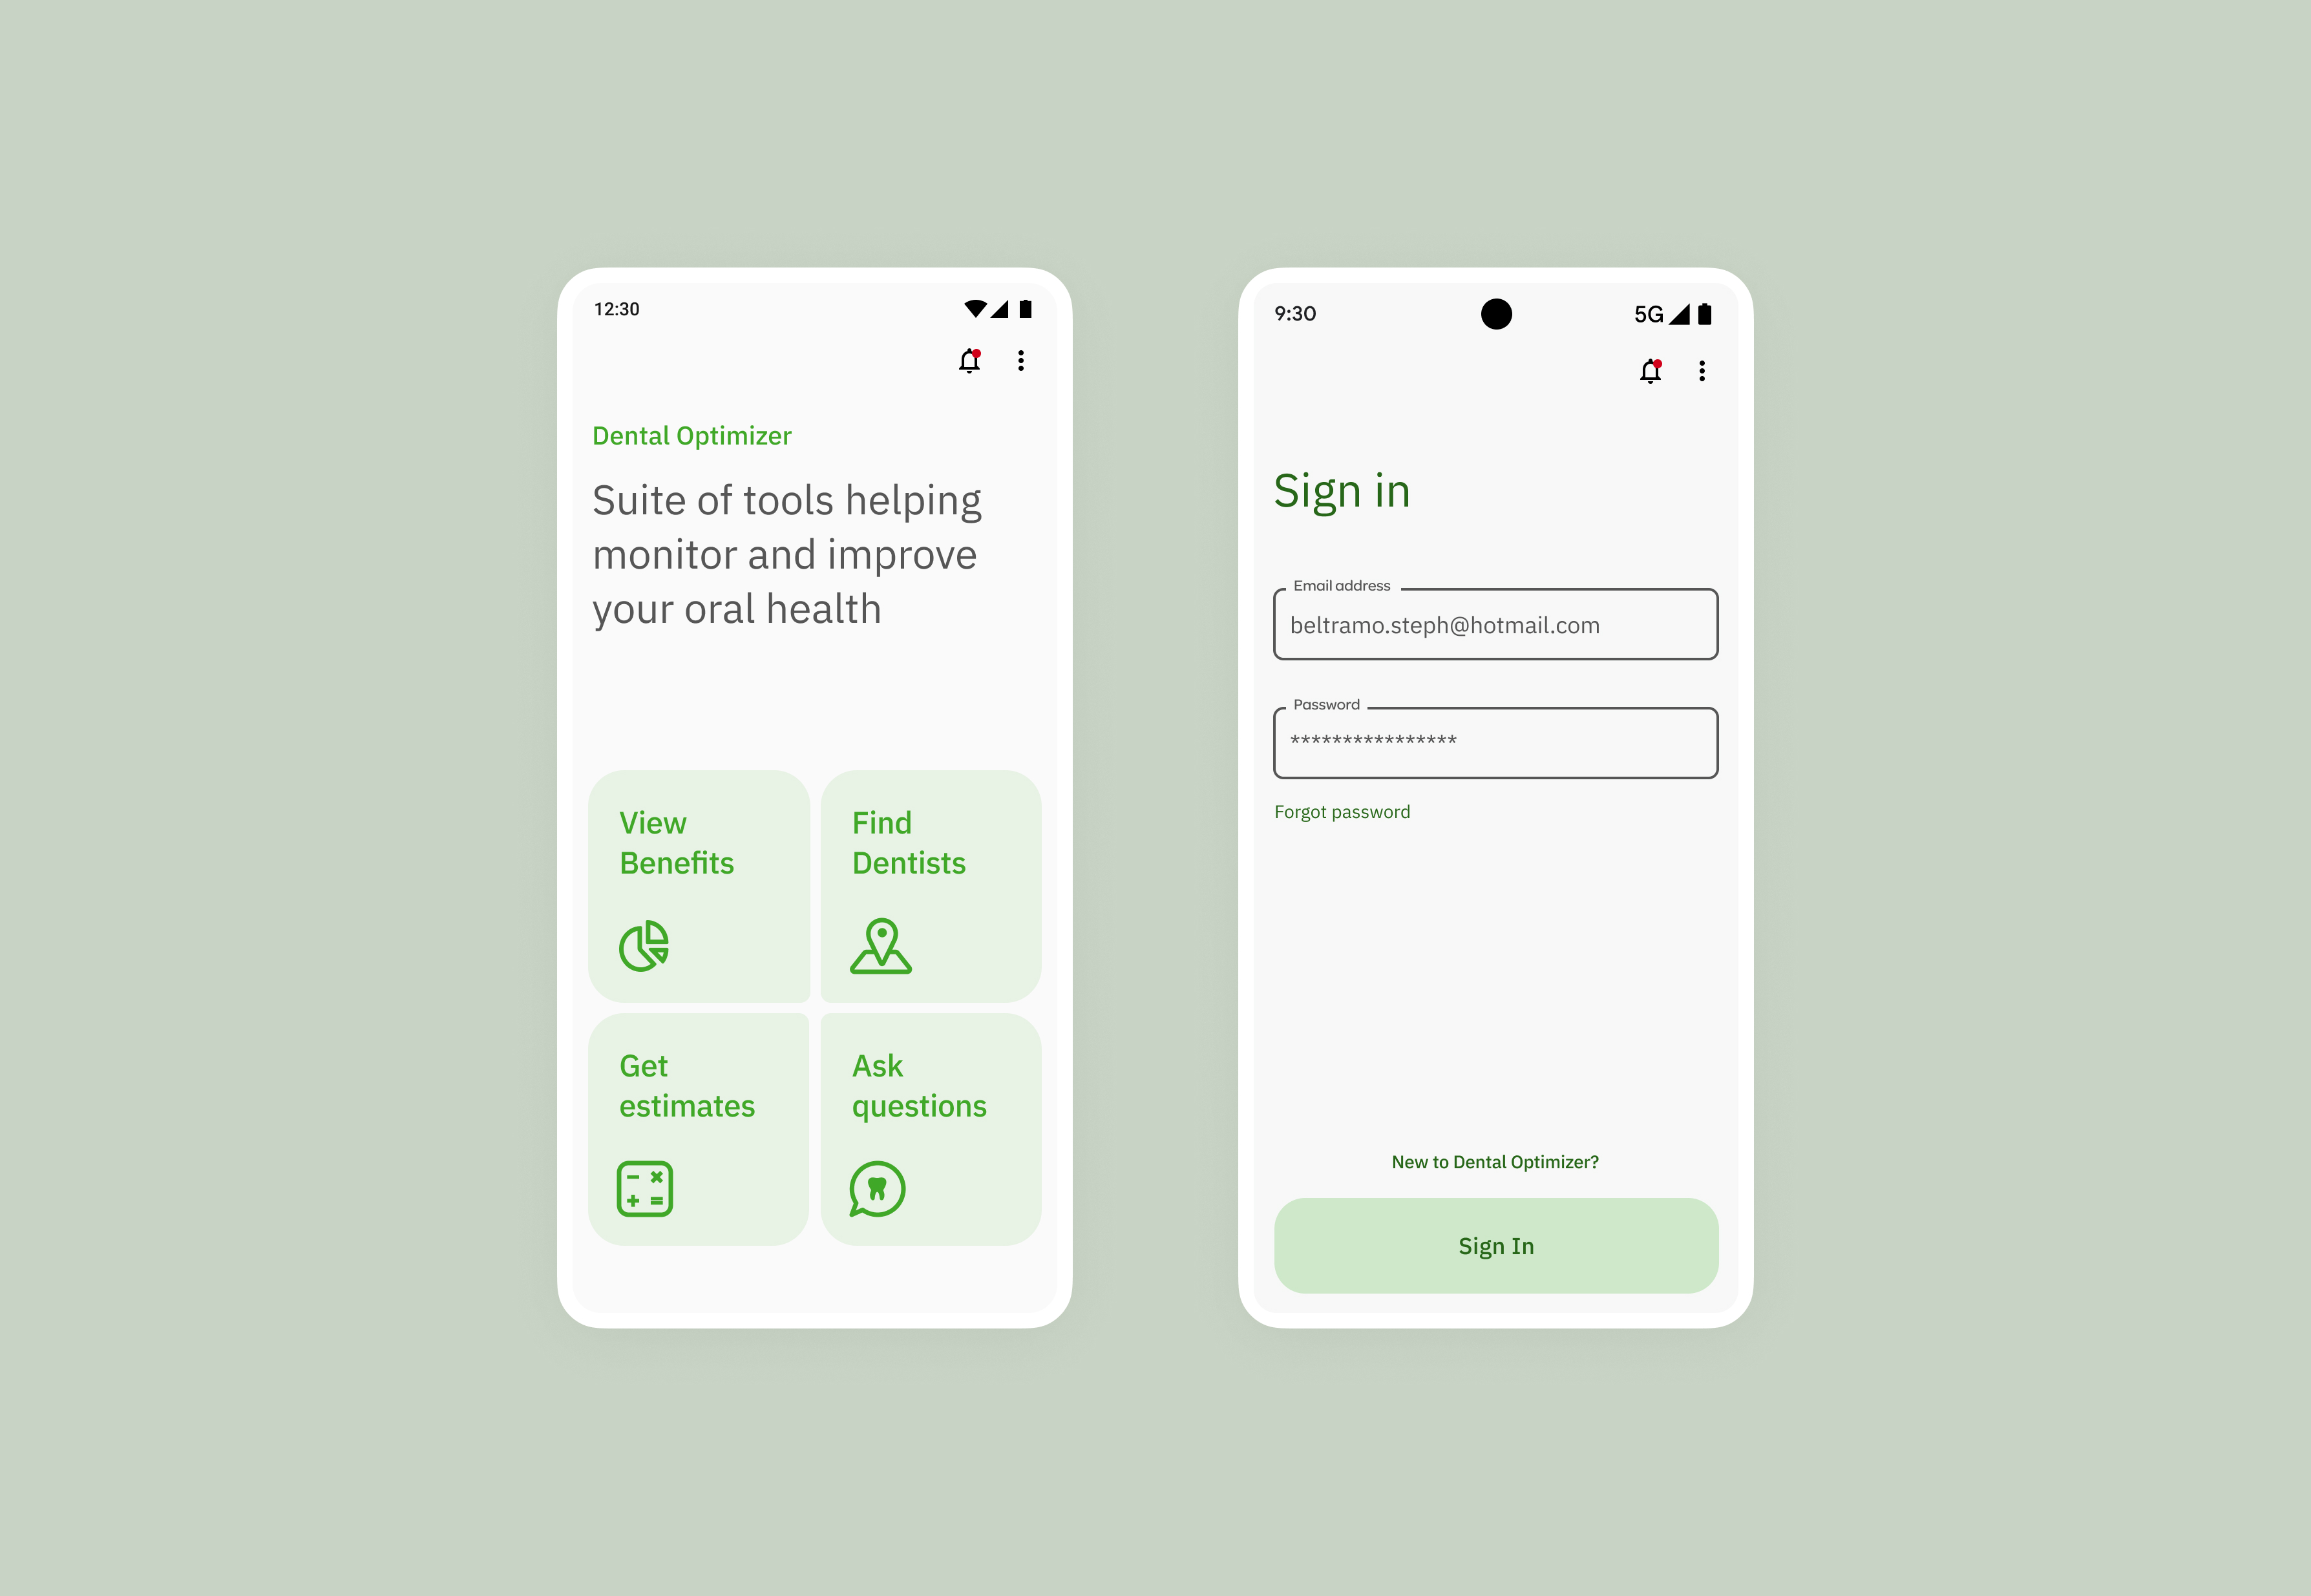 12:30
Dental Optimizer
Suite of tools helping
monitor and improve
your oral health
View
Benefits
Find
Dentists
Get
estimates
Ask
questions
9:30
5G
Sign in
Email address
beltramo.steph@hotmail.com
Password
****************
Forgot password
New to Dental Optimizer?
Sign In